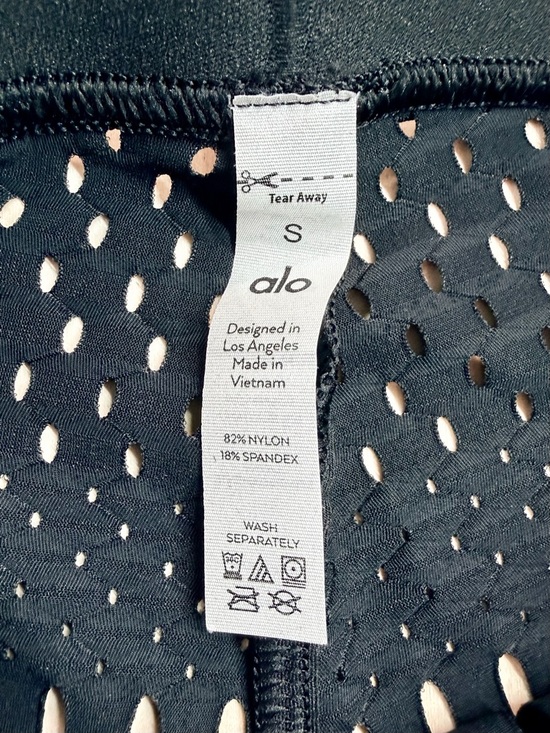 Tear Away
S
alo
Designed in
Los Angeles
Made in
Vietnam
82% NYLON
18% SPANDEX
WASH
SEPARATELY